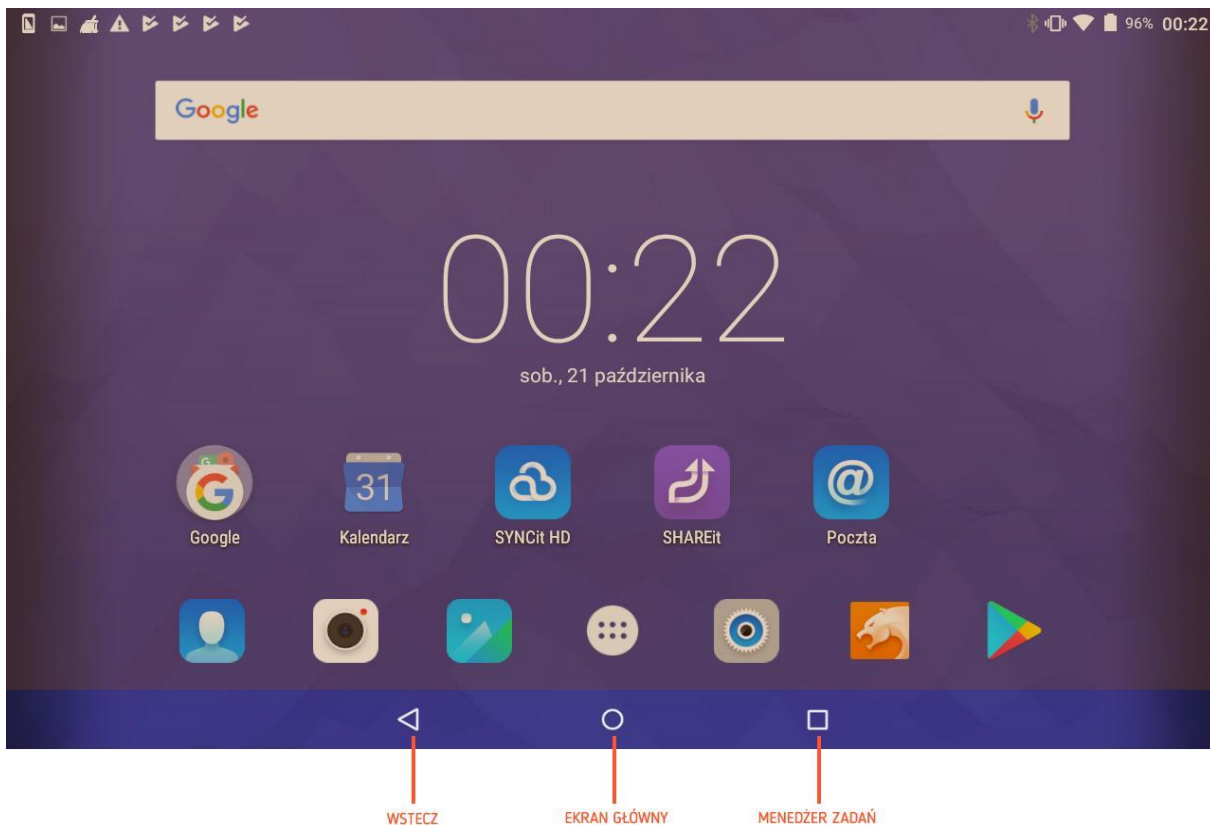 96% 00:22
Google
00:22
sob., 21 października
31
Google Kalendarz SYNCit HD SHAREit Poczta
WSTECZ EKRAN GŁÓWNY MENEDŻER ZADAŃ